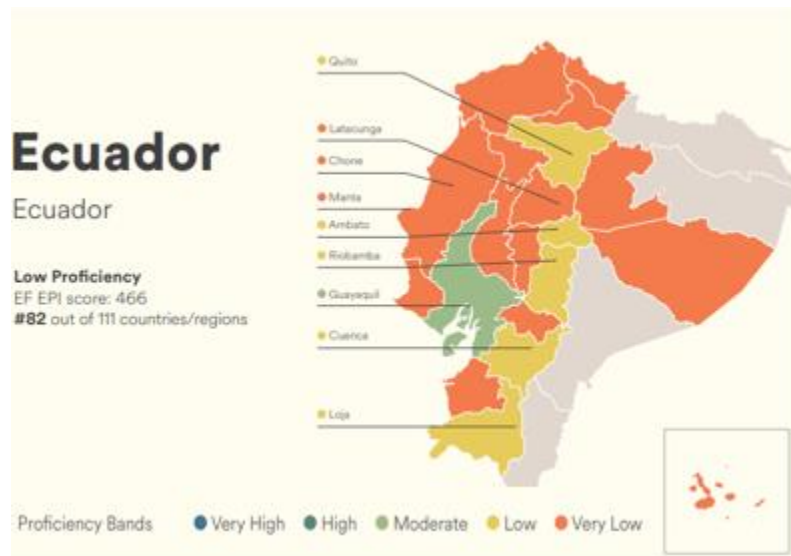 Ecuador
Ecuador
Low Proficiency
EF EPI score: 466
#82 out of 111 countries/regions
Quito
Latacunga
Chone
Manta
Ambato
Riobamba
Guayaquil
Cuenca
Loja
Proficiency Bands Very High High Moderate Low Very Low